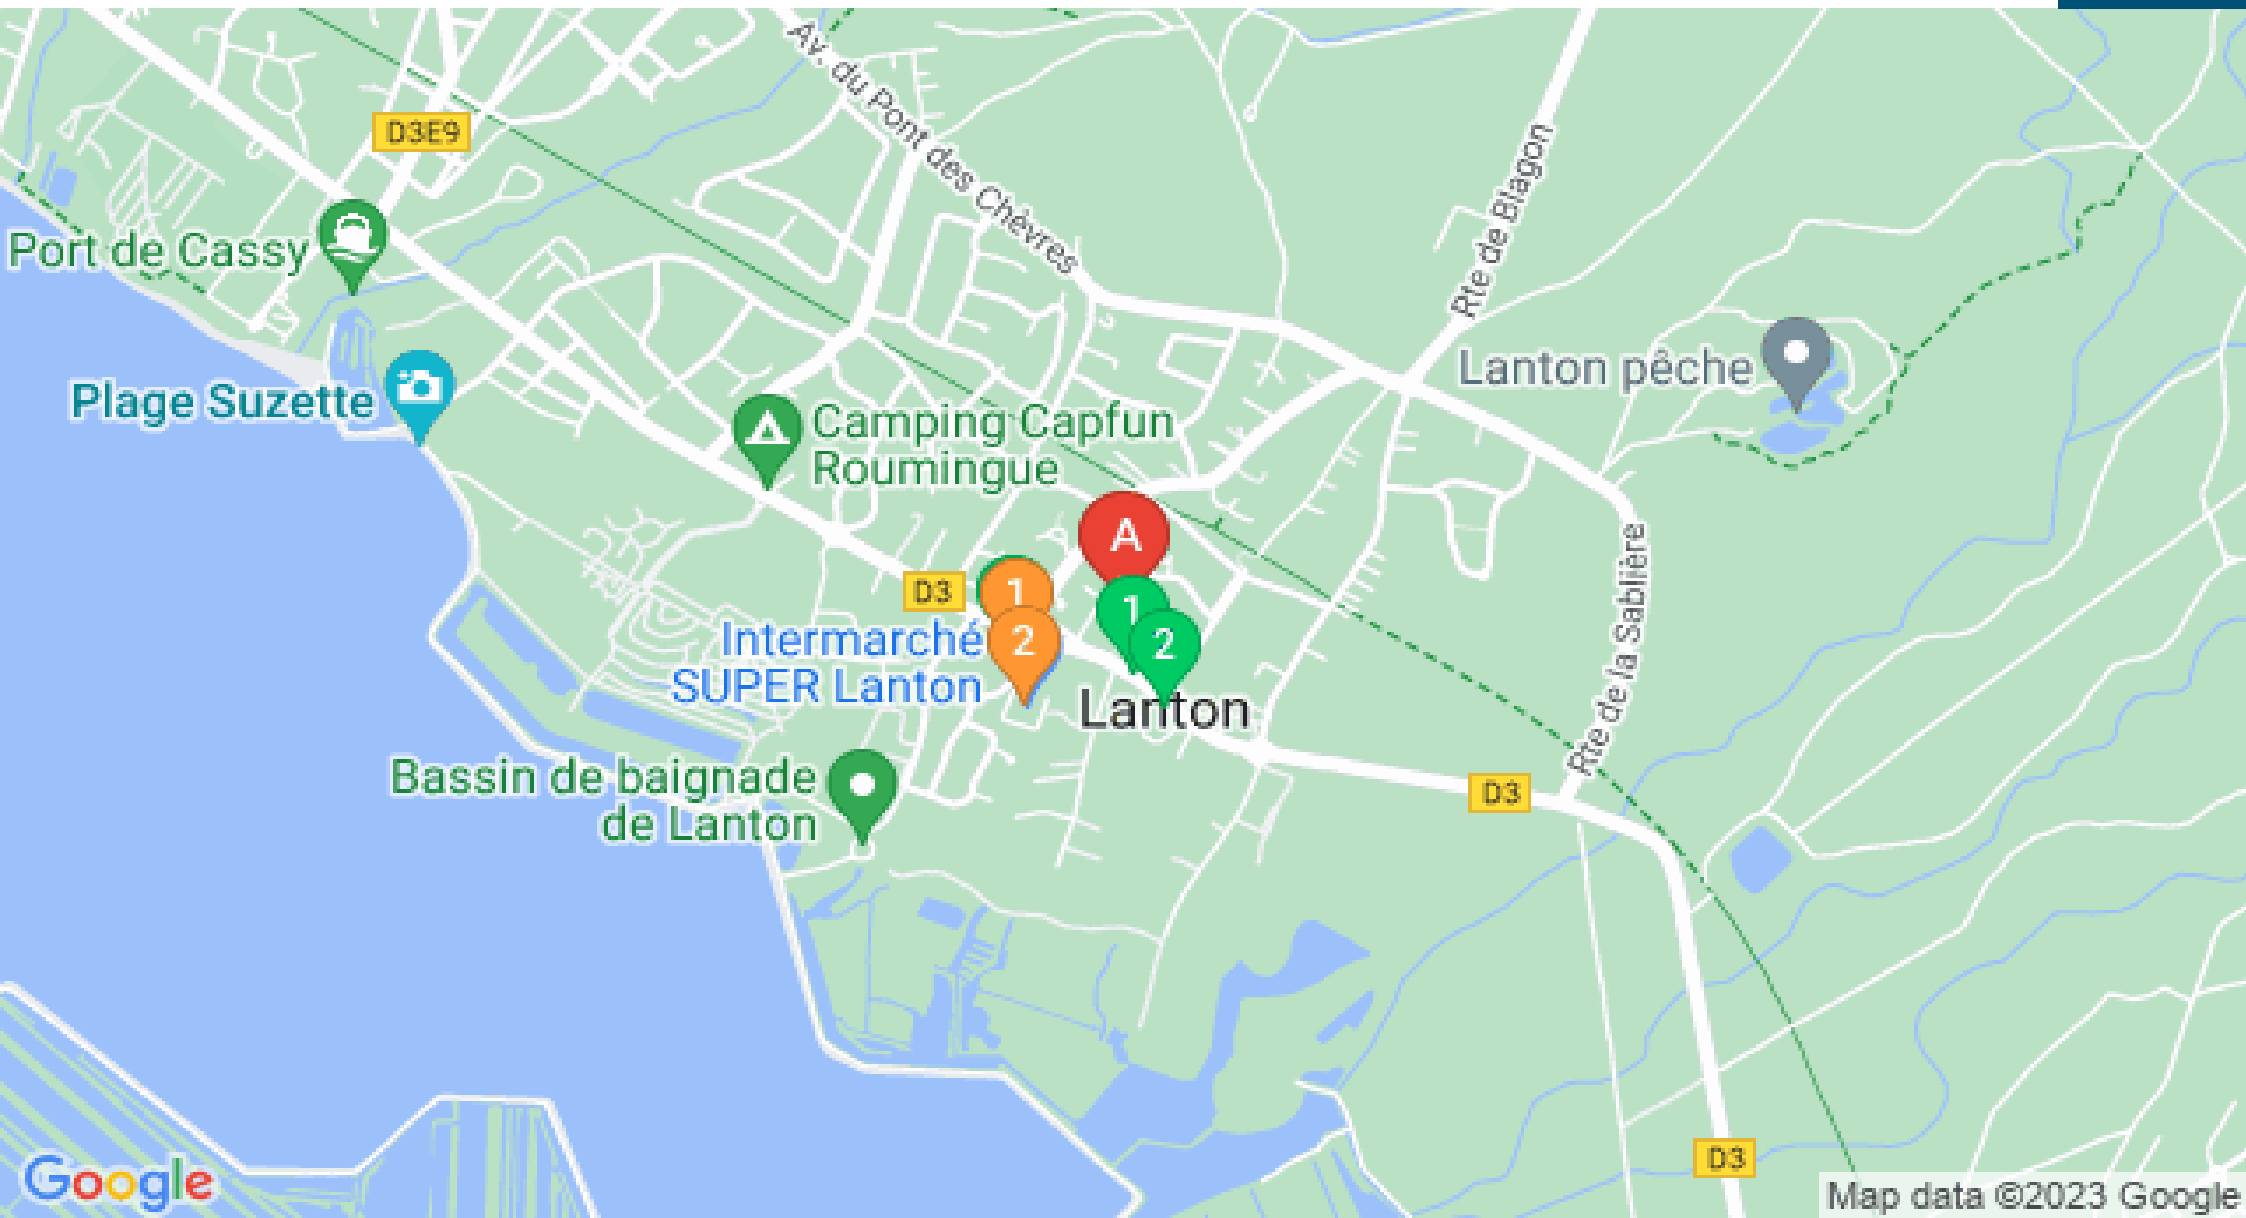 Av. du Pont des Chèvres
D3E9
Rte de Blagon
Port de Cassy
Lanton pêche
Plage Suzette
Camping Capfun
Roumingue
A
D3
1
1
Intermarché
SUPER Lanton
2
2
Lanton
Rte de la Sablière
Bassin de baignade
de Lanton
D3
D3
Google
Map data ©2023 Google